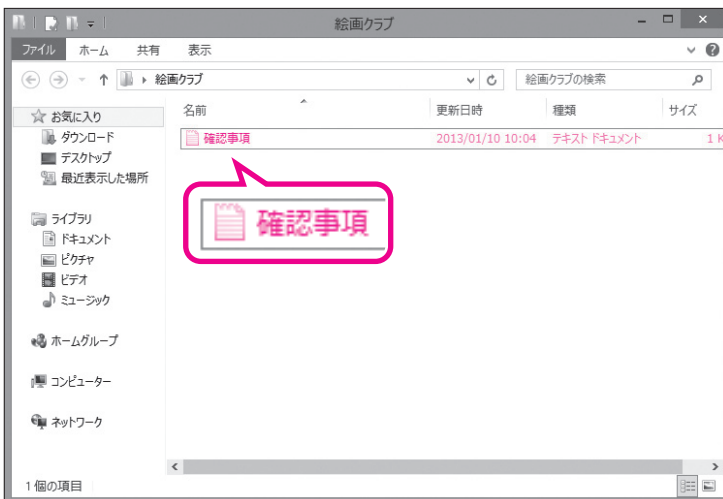 絵画クラブ
ファイル ホーム 共有 表示
絵画クラブ 絵画クラブの検索
名前 更新日時 種類 サイズ
確認事項 2013/01/10 10:04 テキスト ドキュメント 1 K
確認事項
お気に入り
ダウンロード
デスクトップ
最近表示した場所
ライブラリ
ドキュメント
ピクチャ
ビデオ
ミュージック
ホームグループ
コンピューター
ネットワーク
1 個の項目